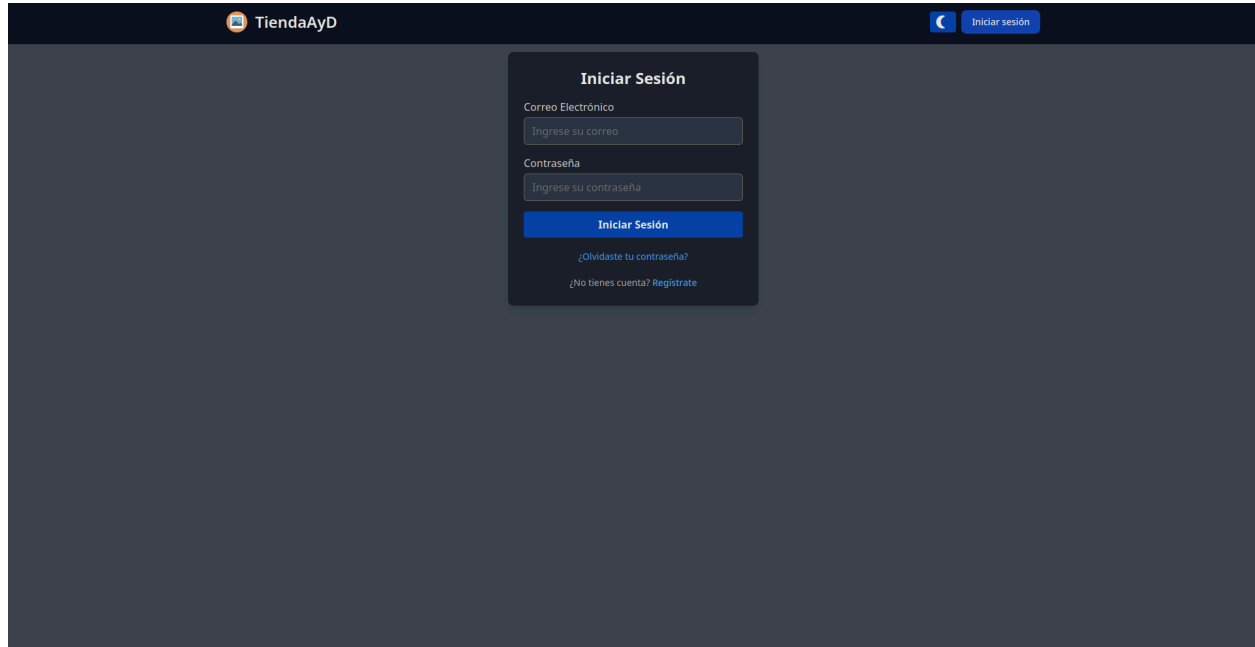 TiendaAyD
Iniciar sesión
Iniciar Sesión
Correo Electrónico
Ingrese su correo
Contraseña
Ingrese su contraseña
Iniciar Sesión
¿Olvidaste tu contraseña?
¿No tienes cuenta? Regístrate